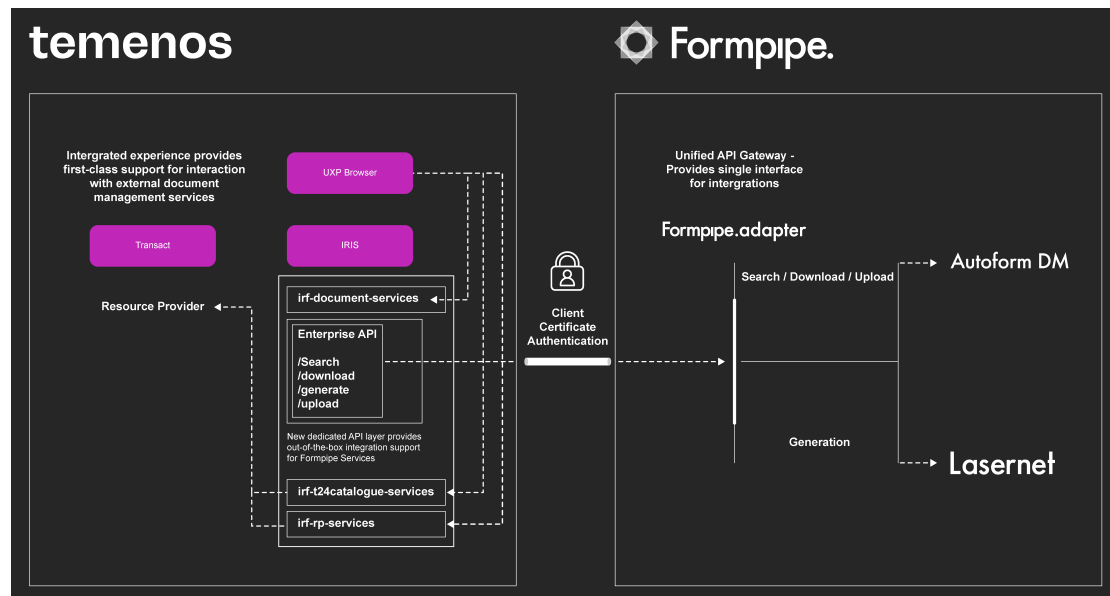 temenos
Formpipe.
Intergrated experience provides
first-class support for interaction
with external document
management services
UXP Browser
Transact
IRIS
Resource Provider
irf-document-services
Enterprise API
/Search
/download
/generate
/upload
New dedicated API layer provides
out-of-the-box integration support
for Formpipe Services
irf-t24catalogue-services
irf-rp-services
Client
Certificate
Authentication
Unified API Gateway -
Provides single interface
for intergrations
Formpipe.adapter
Search / Download / Upload
Autoform DM
Generation
Lasernet